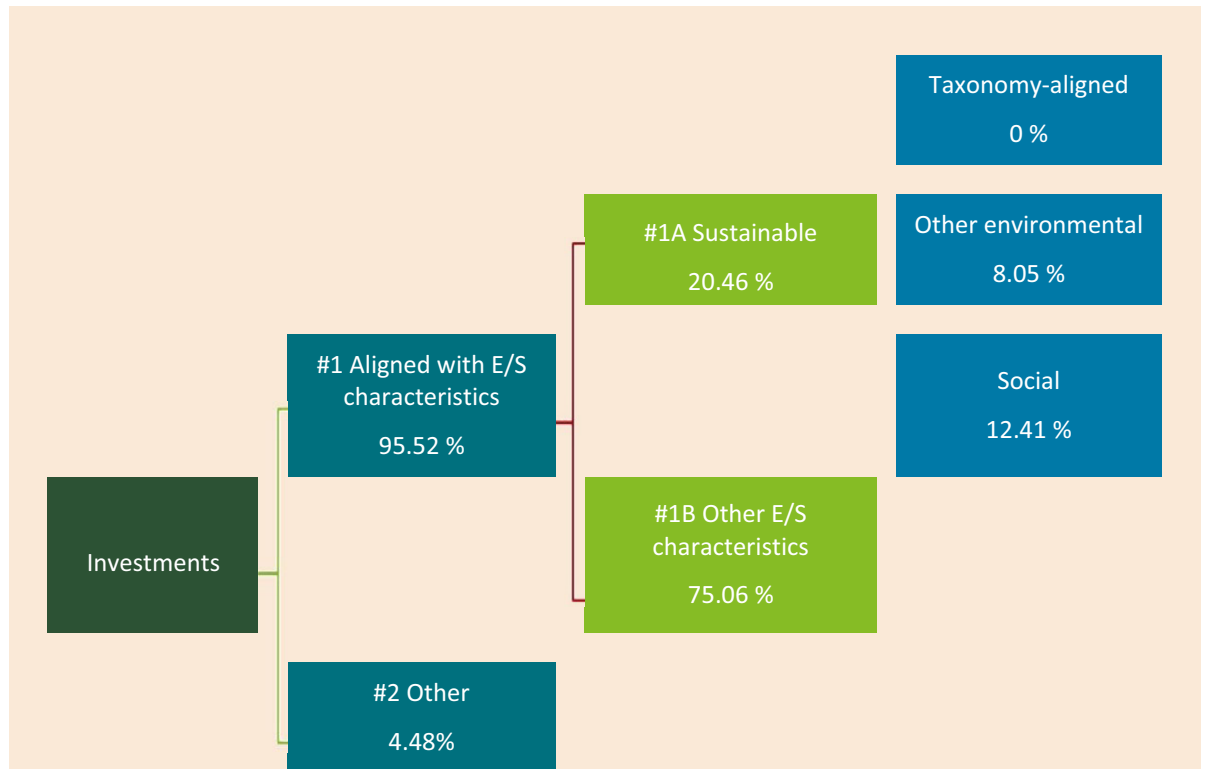 Taxonomy-aligned
0 %
#1A Sustainable
20.46 %
Other environmental
8.05 %
#1 Aligned with E/S
characteristics
95.52 %
Social
12.41 %
Investments
#1B Other E/S
characteristics
75.06 %
#2 Other
4.48%